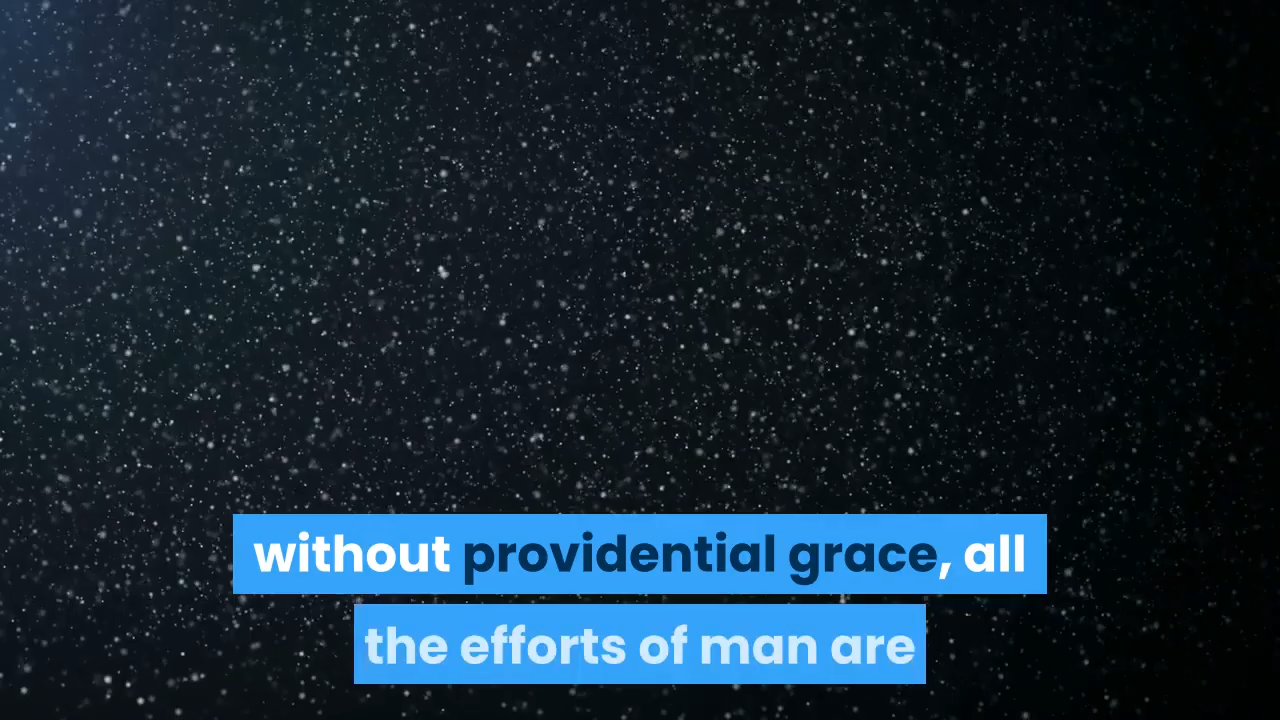 without providential grace, all
the efforts of man are